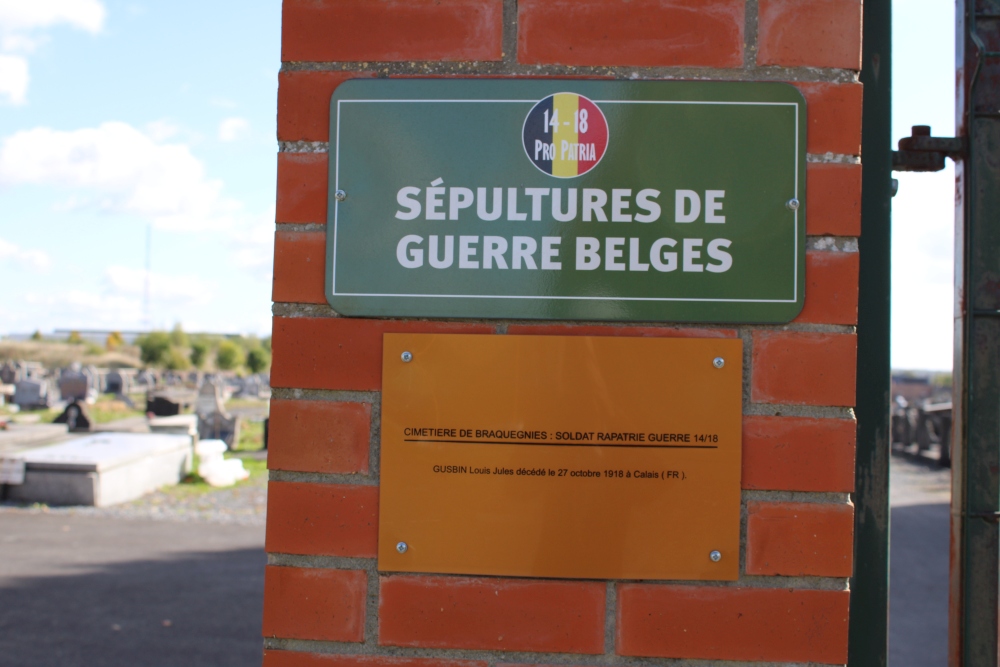 14-18
PRO PATRIA
SÉPULTURES DE
GUERRE BELGES
CIMETIERE DE BRAQUEGNIES : SOLDAT RAPATRIE GUERRE 14/18
GUSBIN Louis Jules décédé le 27 octobre 1918 à Calais ( FR ).